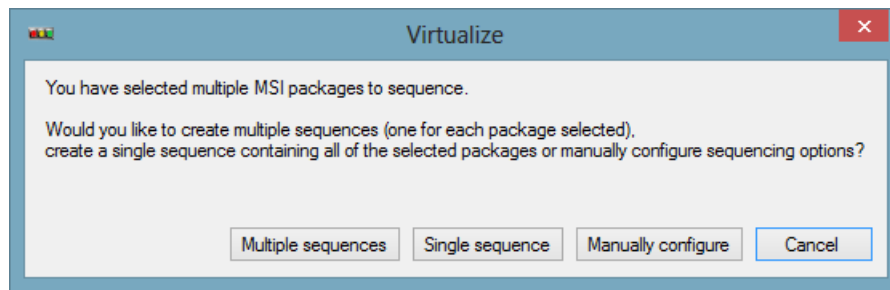 Virtualize
You have selected multiple MSI packages to sequence.
Would you like to create multiple sequences (one for each package selected),
create a single sequence containing all of the selected packages or manually configure sequencing options?
Multiple sequences Single sequence Manually configure Cancel